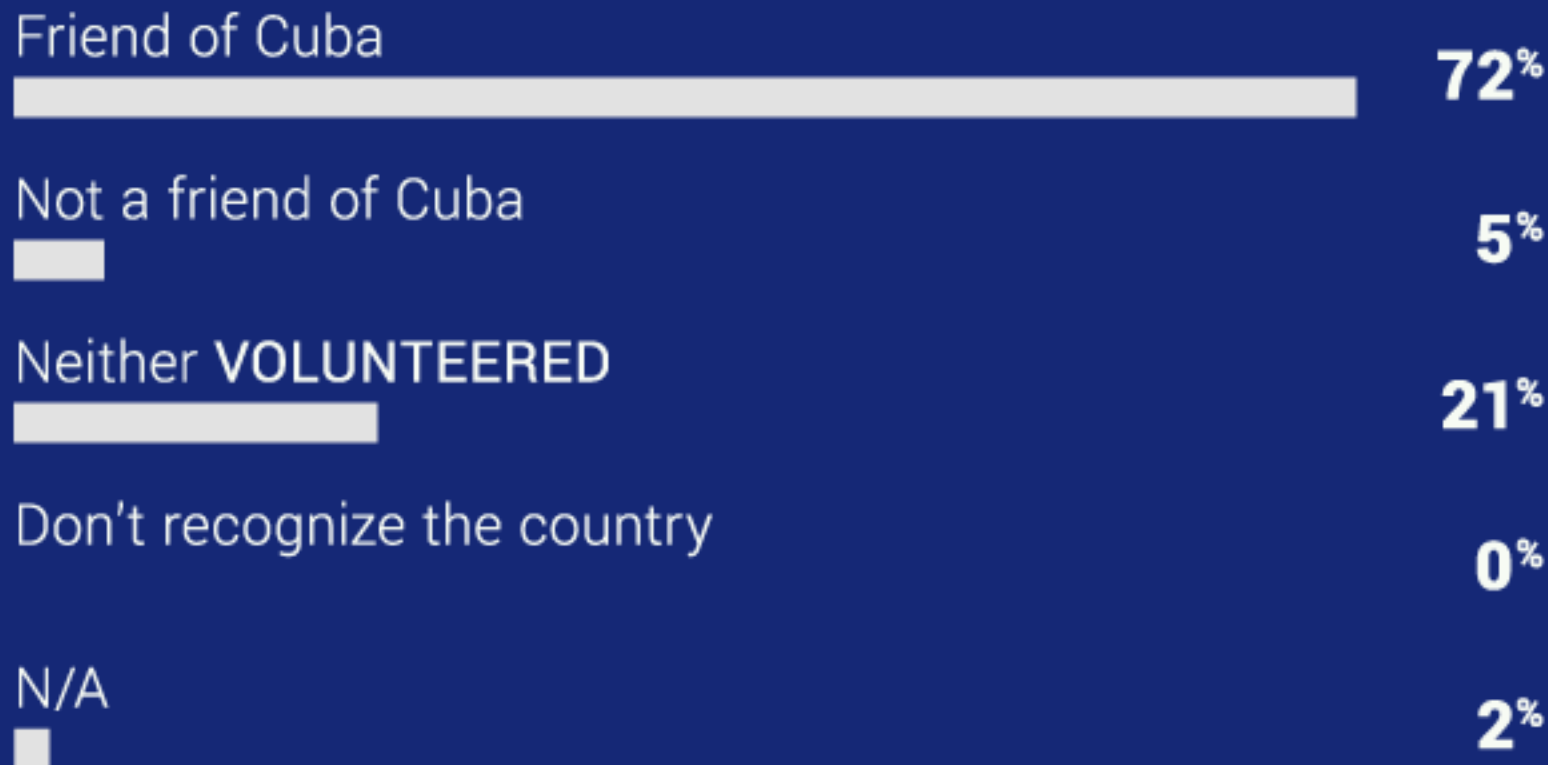 Friend of Cuba
72%
Not a friend of Cuba
5%
Neither VOLUNTEERED
21%
Don't recognize the country
0%
N/A
2%